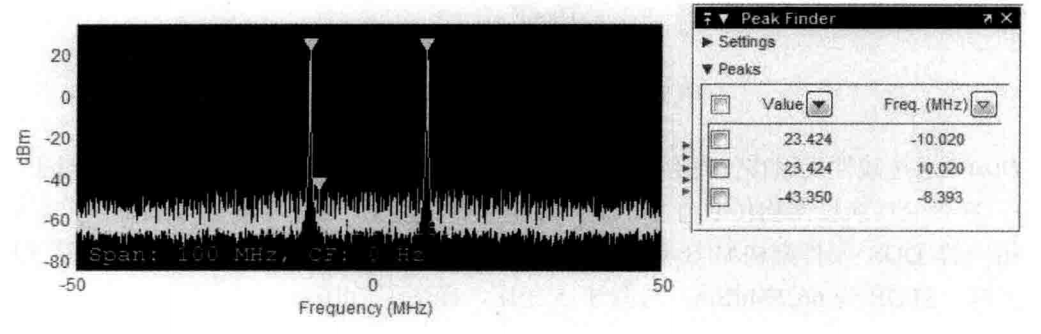 Peak Finder
Settings
Peaks
Value Freq. (MHz)
23.424 -10.020
23.424 10.020
-43.350 -8.393
dBm
20
0
-20
-40
-60
-80
Span: 100 MHz, CF: 0 Hz
-50 0 50
Frequency (MHz)